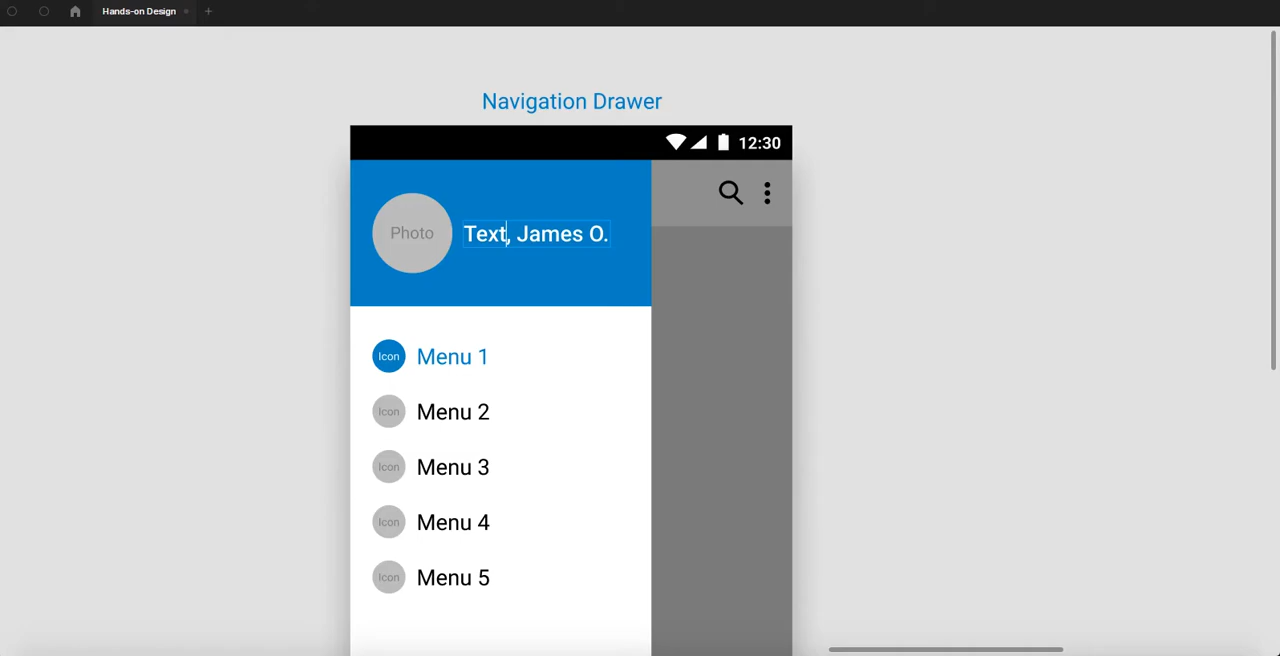 Hands-on Design
Navigation Drawer
12:30
Photo
Text, James O.
Icon Menu 1
Icon Menu 2
Icon Menu 3
Icon Menu 4
Icon Menu 5